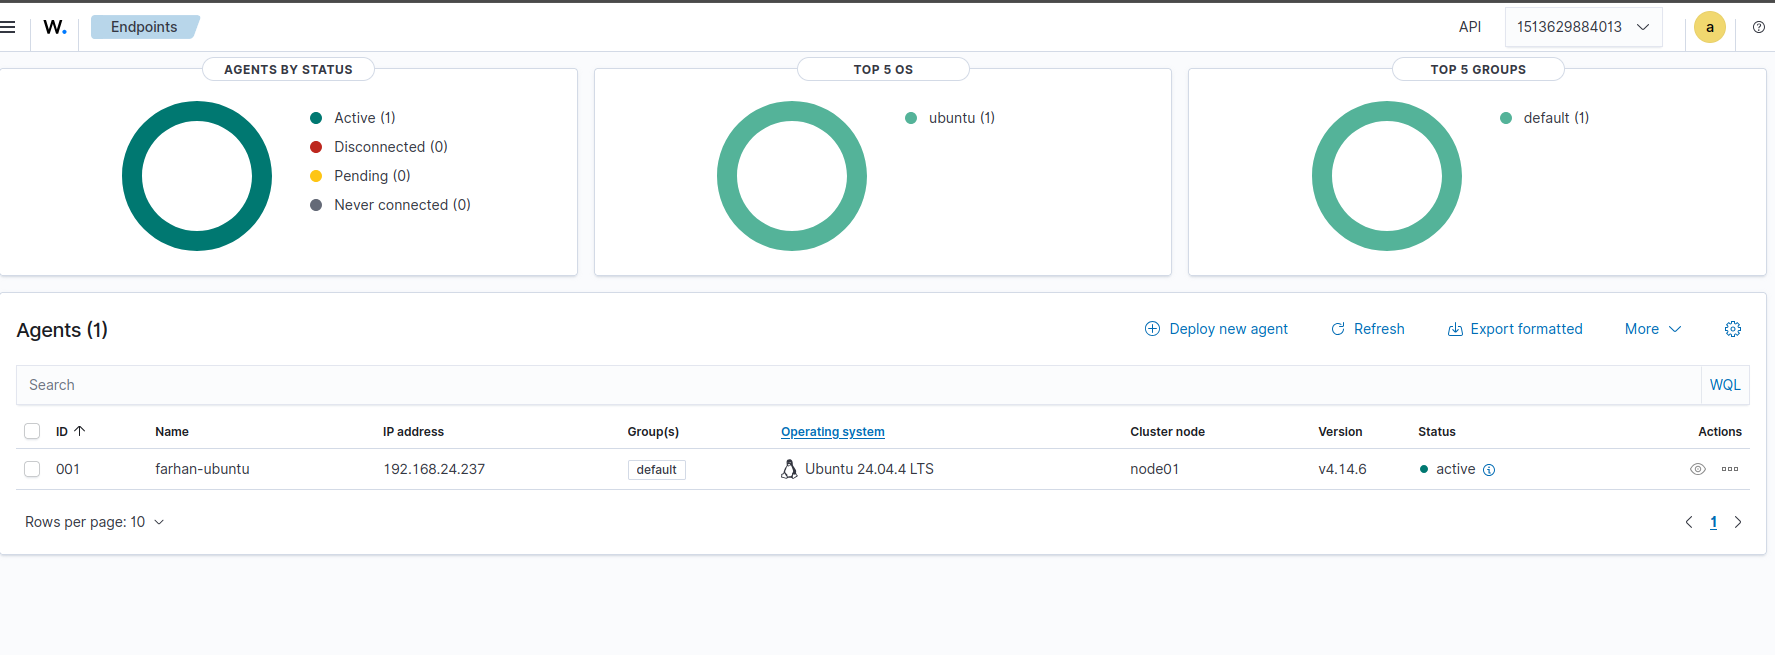 W. Endpoints API 1513629884013 a
AGENTS BY STATUS
Active (1)
Disconnected (0)
Pending (0)
Never connected (0)
TOP 5 OS
ubuntu (1)
TOP 5 GROUPS
default (1)
Agents (1) Deploy new agent Refresh Export formatted More
Search WQL
ID Name IP address Group(s) Operating system Cluster node Version Status Actions
001 farhan-ubuntu 192.168.24.237 default Ubuntu 24.04.4 LTS node01 v4.14.6 active
Rows per page: 10 1